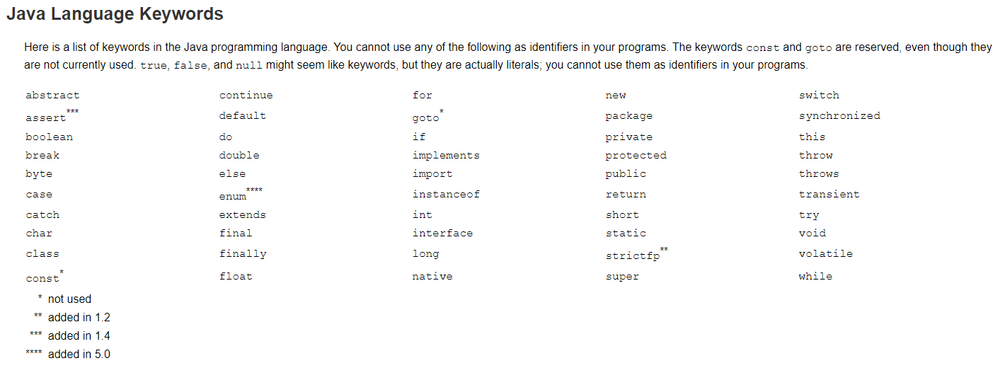 Java Language Keywords
Here is a list of keywords in the Java programming language. You cannot use any of the following as identifiers in your programs. The keywords const and goto are reserved, even though they
are not currently used. true, false, and null might seem like keywords, but they are actually literals; you cannot use them as identifiers in your programs.
abstract continue for new switch
assert*** default goto* package synchronized
boolean do if private this
break double implements protected throw
byte else import public throws
case enum**** instanceof return transient
catch extends int short try
char final interface static void
class finally long strictfp** volatile
const* float native super while
* not used
** added in 1.2
*** added in 1.4
**** added in 5.0